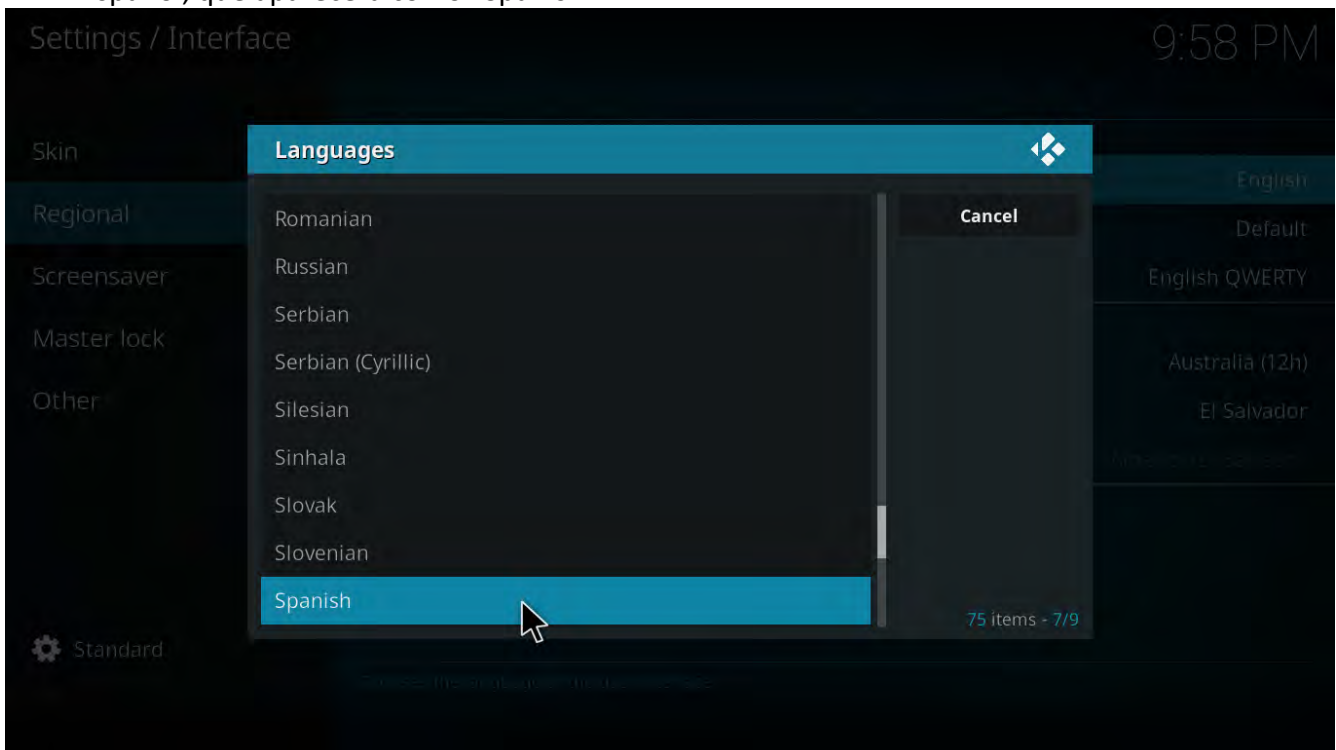 Settings / Interface
9:58 PM
Skin
Regional
Screensaver
Master lock
Other
Standard
Languages
Romanian
Russian
Serbian
Serbian (Cyrillic)
Silesian
Sinhala
Slovak
Slovenian
Spanish
Cancel
75 items - 7/9
English
Default
English QWERTY
Australia (12h)
El Salvador